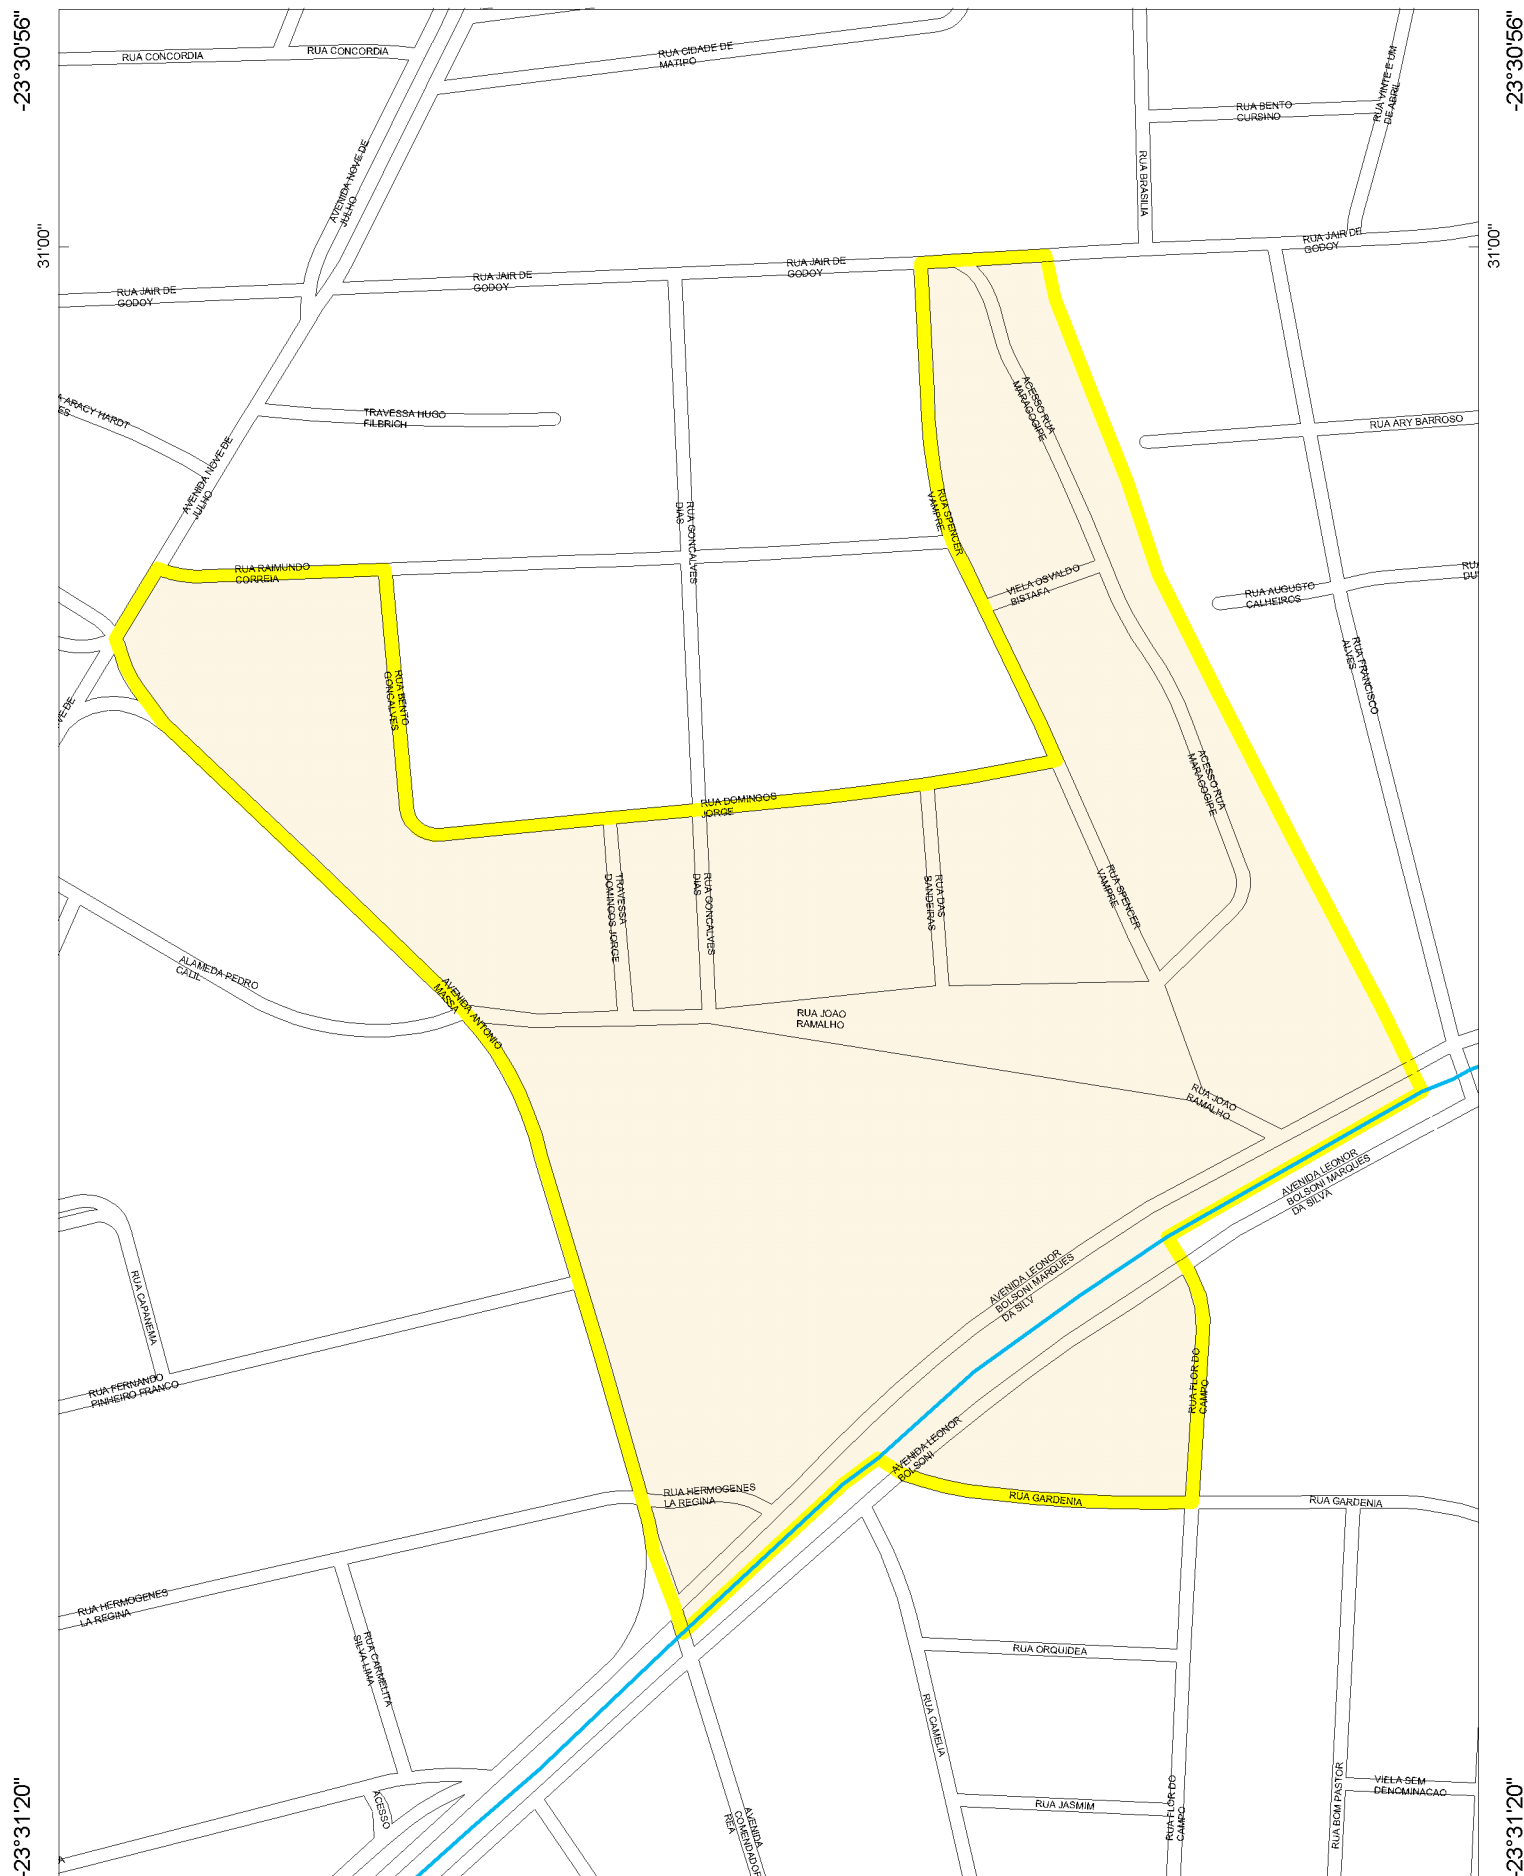 -23°30'56"
-23°30'56"
RUA CONCORDIA
RUA CONCORDIA
RUA CIDADE DE
MATIPO
RUA VINTE E UM
DE ABRIL
RUA BENTO
CURSINO
AVENIDA NOVE DE
JULHO
RUA BRASILIA
31'00"
31'00"
RUA JAIR DE
GODOY
RUA JAIR DE
GODOY
RUA JAIR DE
GODOY
RUA JAIR DE
GODOY
ARACY HARDT
ES
TRAVESSA HUGO
FILBRICH
ACESSO RUA
MARAGOGIPE
RUA ARY BARROSO
AVENIDA NOVE DE
JULHO
RUA GONCALVES
DIAS
RUA SPENCER
VAMPRE
RUA RAIMUNDO
CORREIA
VIELA OSVALDO
BISTAFA
RUA AUGUSTO
CALHEIROS
RUA
DU
RUA FRANCISCO
ALVES
RUA BENTO
GONCALVES
VE DE
ACESSO RUA
MARAGOGIPE
RUA DOMINGOS
JORGE
TRAVESSA
DOMINGOS JORGE
RUA GONCALVES
DIAS
RUA DAS
BANDEIRAS
RUA SPENCER
VAMPRE
ALAMEDA PEDRO
CALIL
AVENIDA ANTONIO
MASSA
RUA JOAO
RAMALHO
RUA JOAO
RAMALHO
AVENIDA LEONOR
BOLSONI MARQUES
DA SILVA
AVENIDA LEONOR
BOLSONI MARQUES
DA SILV
RUA CAPANEMA
RUA FERNANDO
PINHEIRO FRANCO
RUA FLOR DO
CAMPO
AVENIDA LEONOR
BOLSONI
RUA HERMOGENES
LA REGINA
RUA GARDENIA
RUA GARDENIA
RUA HERMOGENES
LA REGINA
RUA CARMELITA
SILVA LIMA
RUA ORQUIDEA
RUA CAMELIA
ACESSO
AVENIDA
COMENDADOR
REA
RUA JASMIM
RUA FLOR DO
CAMPO
RUA BOM PASTOR
VIELA SEM
DENOMINACAO
A
-23°31'20"
-23°31'20"